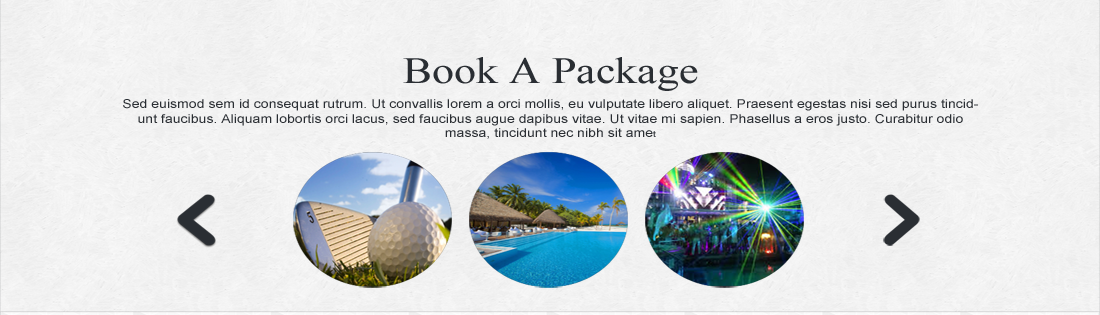 Book A Package
Sed euismod sem id consequat rutrum. Ut convallis lorem a orci mollis, eu vulputate libero aliquet. Praesent egestas nisi sed purus tincid-
unt faucibus. Aliquam lobortis orci lacus, sed faucibus augue dapibus vitae. Ut vitae mi sapien. Phasellus a eros justo. Curabitur odio
massa, tincidunt nec nibh sit amet
5